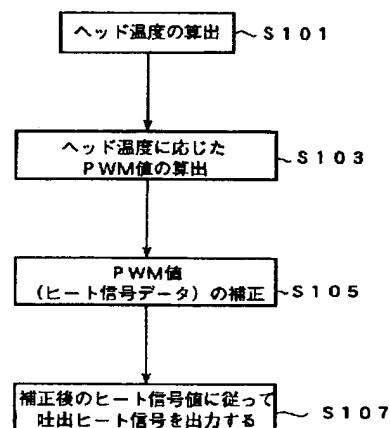 ヘッド温度の算出
S101
ヘッド温度に応じた
PWM値の算出
S103
PWM値
(ヒート信号データ)の補正
S105
補正後のヒート信号値に従って
吐出ヒート信号を出力する
S107